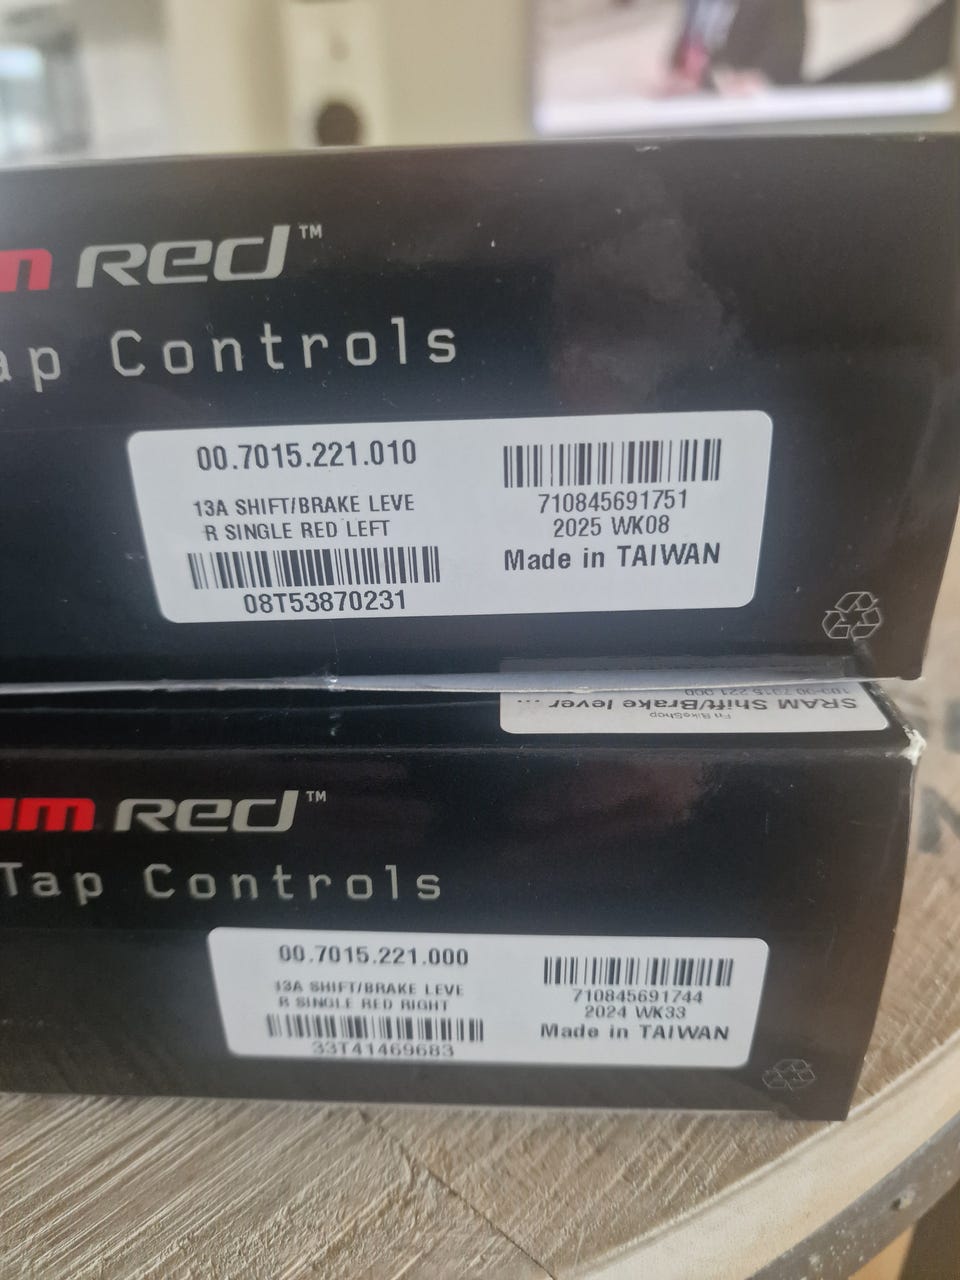 m Red™
ap Controls
00.7015.221.010
13A SHIFT/BRAKE LEVE
R SINGLE RED LEFT
08T53870231
710845691751
2025 WK08
Made in TAIWAN
SRAM Shift/Brake lever ...
BikeShop
am Red™
Tap Controls
00.7015.221.000
13A SHIFT/BRAKE LEVE
R SINGLE RED RIGHT
33T41469683
710845691744
2024 WK33
Made in TAIWAN